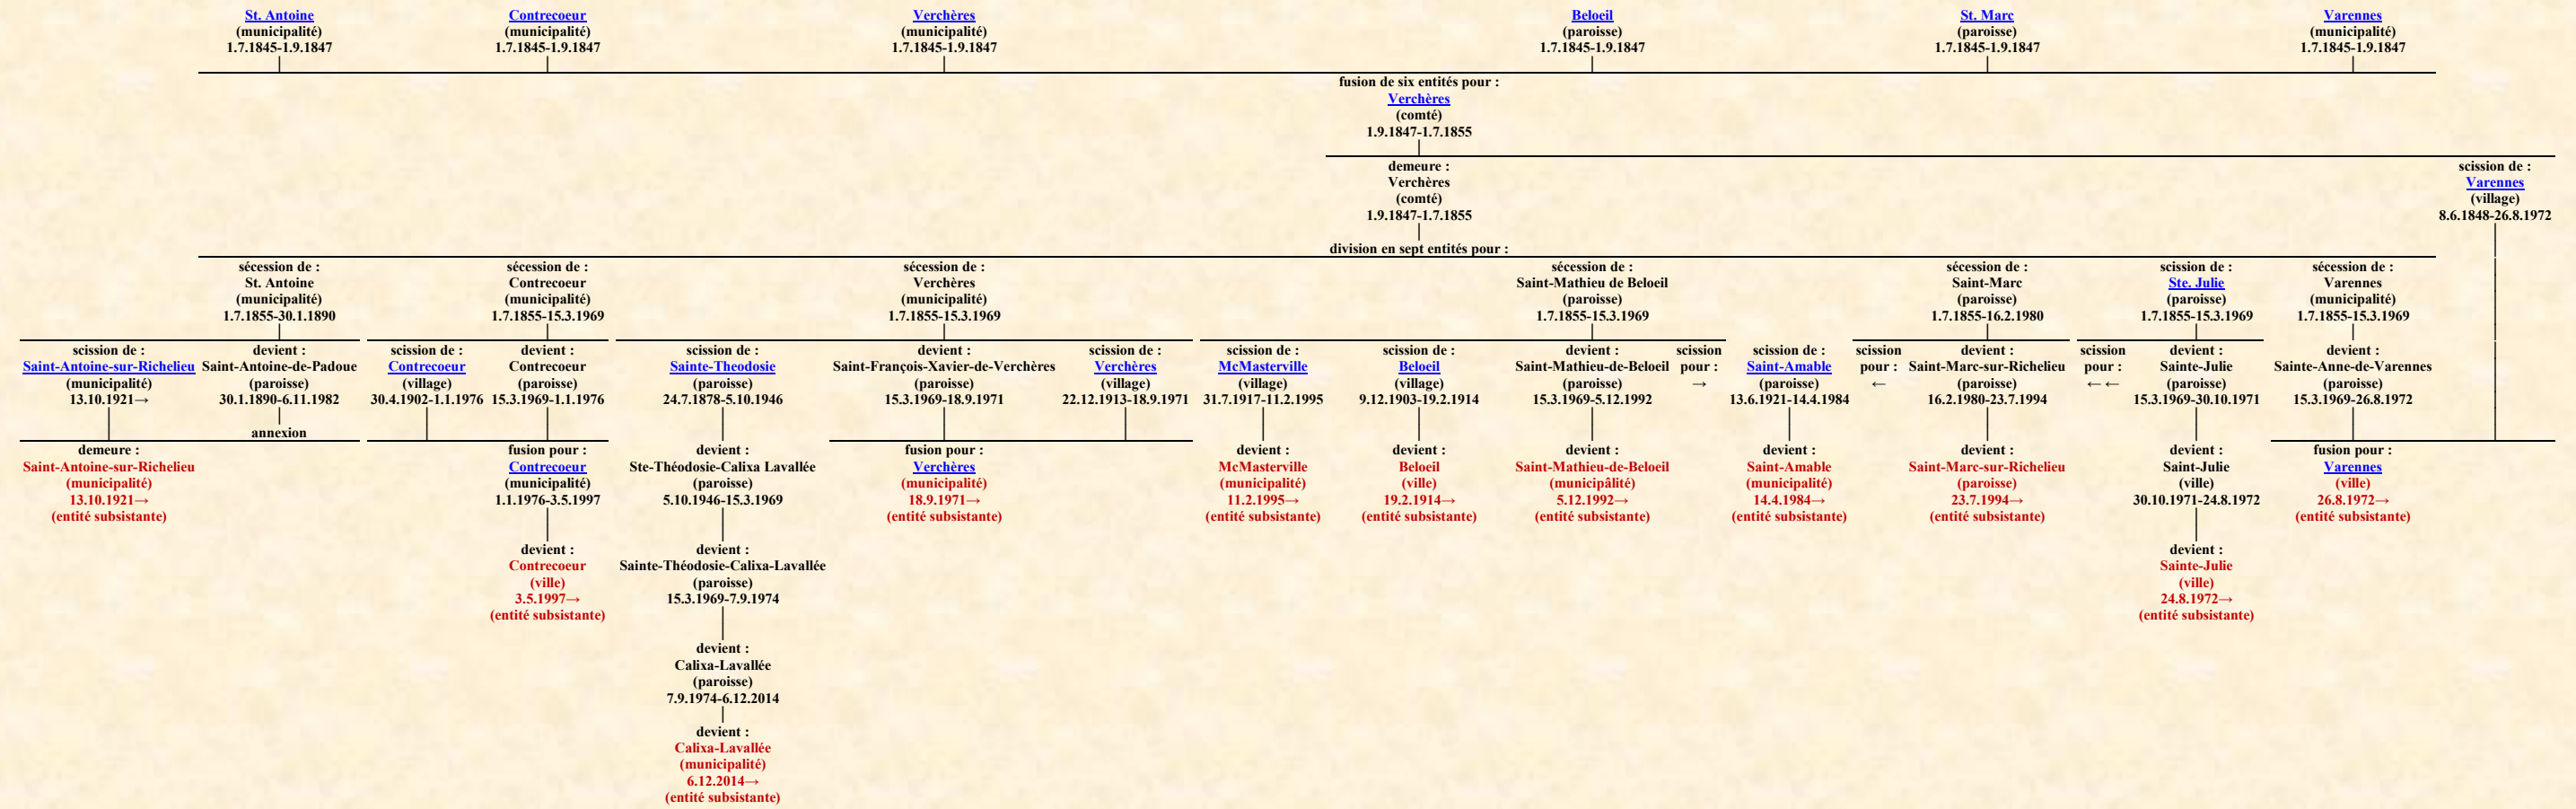 St. Antoine
(municipalité)
1.7.1845-1.9.1847
Contrecoeur
(municipalité)
1.7.1845-1.9.1847
Verchères
(municipalité)
1.7.1845-1.9.1847
Beloeil
(paroisse)
1.7.1845-1.9.1847
St. Marc
(paroisse)
1.7.1845-1.9.1847
Varennes
(municipalité)
1.7.1845-1.9.1847
fusion de six entités pour :
Verchères
(comté)
1.9.1847-1.7.1855
demeure :
Verchères
(comté)
1.9.1847-1.7.1855
scission de :
Varennes
(village)
8.6.1848-26.8.1972
division en sept entités pour :
sécession de :
St. Antoine
(municipalité)
1.7.1855-30.1.1890
sécession de :
Contrecoeur
(municipalité)
1.7.1855-15.3.1969
sécession de :
Verchères
(municipalité)
1.7.1855-15.3.1969
sécession de :
Saint-Mathieu de Beloeil
(paroisse)
1.7.1855-15.3.1969
sécession de :
Saint-Marc
(paroisse)
1.7.1855-16.2.1980
scission de :
Ste. Julie
(paroisse)
1.7.1855-15.3.1969
sécession de :
Varennes
(municipalité)
1.7.1855-15.3.1969
scission de :
Saint-Antoine-sur-Richelieu
(municipalité)
13.10.1921→
devient :
Saint-Antoine-de-Padoue
(paroisse)
30.1.1890-6.11.1982
annexion
scission de :
Contrecoeur
(village)
30.4.1902-1.1.1976
devient :
Contrecoeur
(paroisse)
15.3.1969-1.1.1976
scission de :
Sainte-Theodosie
(paroisse)
24.7.1878-5.10.1946
devient :
Saint-François-Xavier-de-Verchères
(paroisse)
15.3.1969-18.9.1971
scission de :
Verchères
(village)
22.12.1913-18.9.1971
scission de :
McMasterville
(village)
31.7.1917-11.2.1995
scission de :
Beloeil
(village)
9.12.1903-19.2.1914
devient :
Saint-Mathieu-de-Beloeil
(paroisse)
15.3.1969-5.12.1992
scission
pour :
→
scission de :
Saint-Amable
(paroisse)
13.6.1921-14.4.1984
scission
pour :
←
devient :
Saint-Marc-sur-Richelieu
(paroisse)
16.2.1980-23.7.1994
scission
pour :
← ←
devient :
Sainte-Julie
(paroisse)
15.3.1969-30.10.1971
devient :
Sainte-Anne-de-Varennes
(paroisse)
15.3.1969-26.8.1972
demeure :
Saint-Antoine-sur-Richelieu
(municipalité)
13.10.1921→
(entité subsistante)
fusion pour :
Contrecoeur
(municipalité)
1.1.1976-3.5.1997
devient :
Ste-Théodosie-Calixa Lavallée
(paroisse)
5.10.1946-15.3.1969
fusion pour :
Verchères
(municipalité)
18.9.1971→
(entité subsistante)
devient :
McMasterville
(municipalité)
11.2.1995→
(entité subsistante)
devient :
Beloeil
(ville)
19.2.1914→
(entité subsistante)
devient :
Saint-Mathieu-de-Beloeil
(municipâlité)
5.12.1992→
(entité subsistante)
devient :
Saint-Amable
(municipalité)
14.4.1984→
(entité subsistante)
devient :
Saint-Marc-sur-Richelieu
(paroisse)
23.7.1994→
(entité subsistante)
devient :
Saint-Julie
(ville)
30.10.1971-24.8.1972
fusion pour :
Varennes
(ville)
26.8.1972→
(entité subsistante)
devient :
Contrecoeur
(ville)
3.5.1997→
(entité subsistante)
devient :
Sainte-Théodosie-Calixa-Lavallée
(paroisse)
15.3.1969-7.9.1974
devient :
Sainte-Julie
(ville)
24.8.1972→
(entité subsistante)
devient :
Calixa-Lavallée
(paroisse)
7.9.1974-6.12.2014
devient :
Calixa-Lavallée
(municipalité)
6.12.2014→
(entité subsistante)